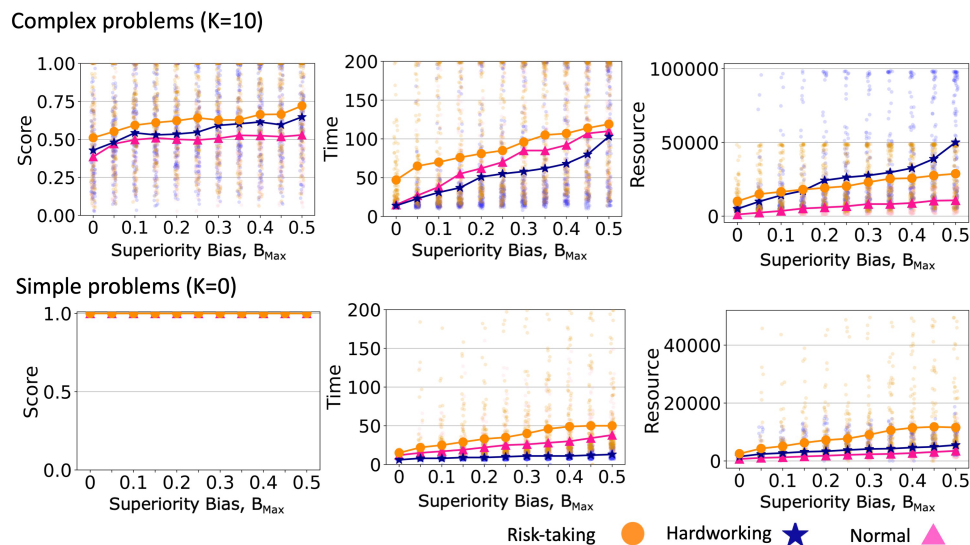 Complex problems (K=10)
Score
1.00
0.75
0.50
0.25
0.00
0 0.1 0.2 0.3 0.4 0.5
Superiority Bias, BMax
Time
200
150
100
50
0
0 0.1 0.2 0.3 0.4 0.5
Superiority Bias, BMax
Resource
100000
50000
0
0 0.1 0.2 0.3 0.4 0.5
Superiority Bias, BMax
Simple problems (K=0)
Score
1.0
0.5
0.0
0 0.1 0.2 0.3 0.4 0.5
Superiority Bias, BMax
Time
200
150
100
50
0
0 0.1 0.2 0.3 0.4 0.5
Superiority Bias, BMax
Resource
40000
20000
0
0 0.1 0.2 0.3 0.4 0.5
Superiority Bias, BMax
Risk-taking Hardworking Normal